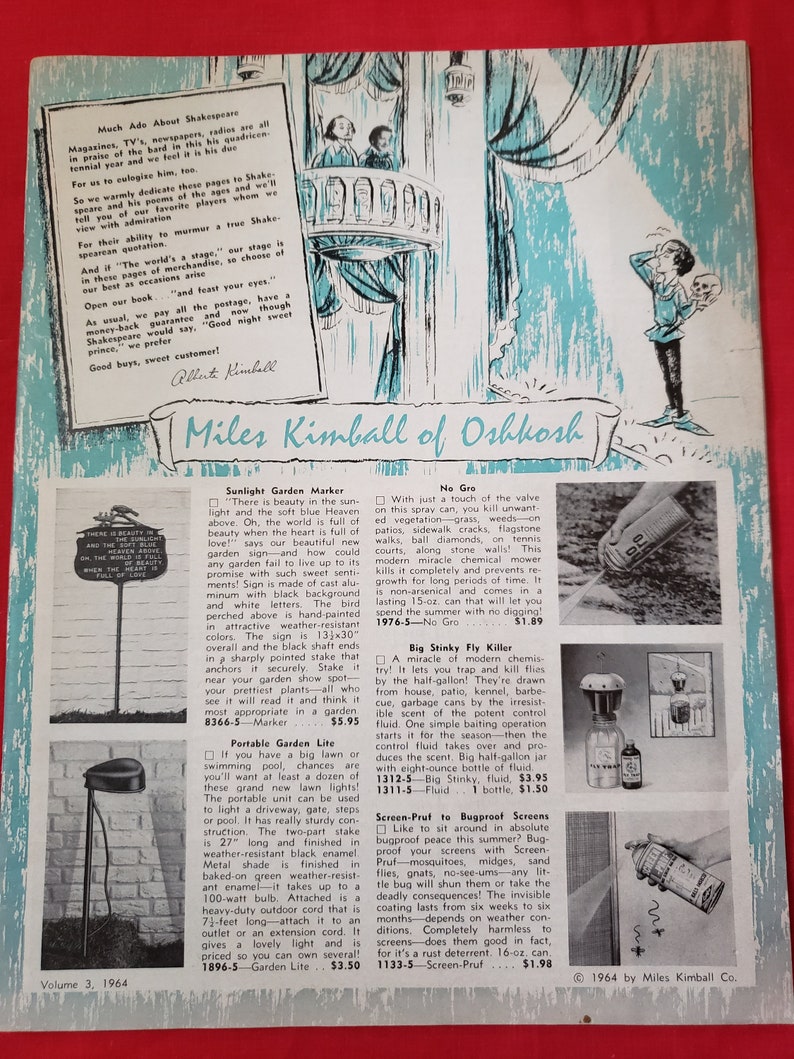 Much Ado About Shakespeare
Magazines, TV's, newspapers, radios are all
in praise of the bard in this his quadricen-
tennial year and we feel it is his due
For us to eulogize him, too.
So we warmly dedicate these pages to Shake-
speare and his poems of the ages and we'll
tell you of our favorite players whom we
view with admiration
For their ability to murmur a true Shake-
spearean quotation.
And if "The world's a stage," our stage is
in these pages of merchandise, so choose of
our best as occasions arise
Open our book . . . "and feast your eyes."
As usual, we pay all the postage, have a
money-back guarantee and now though
Shakespeare would say, "Good night sweet
prince," we prefer
Good buys, sweet customer!
Alberta Kimball
Miles Kimball of Oshkosh
THERE IS BEAUTY IN
THE SUNLIGHT
AND THE SOFT BLUE
HEAVEN ABOVE,
OH, THE WORLD IS FULL
OF BEAUTY
WHEN THE HEART IS
FULL OF LOVE
Sunlight Garden Marker
"There is beauty in the sun-
light and the soft blue Heaven
above. Oh, the world is full of
beauty when the heart is full of
love!" says our beautiful new
garden sign—and how could
any garden fail to live up to its
promise with such sweet senti-
ments! Sign is made of cast alu-
minum with black background
and white letters. The bird
perched above is hand-painted
in attractive weather-resistant
colors. The sign is 13½x30"
overall and the black shaft ends
in a sharply pointed stake that
anchors it securely. Stake it
near your garden show spot—
your prettiest plants—all who
see it will read it and think it
most appropriate in a garden.
8366-5—Marker ..... $5.95
Portable Garden Lite
If you have a big lawn or
swimming pool, chances are
you'll want at least a dozen of
these grand new lawn lights!
The portable unit can be used
to light a driveway, gate, steps
or pool. It has really sturdy con-
struction. The two-part stake
is 27" long and finished in
weather-resistant black enamel.
Metal shade is finished in
baked-on green weather-resist-
ant enamel—it takes up to a
100-watt bulb. Attached is a
heavy-duty outdoor cord that is
7½-feet long—attach it to an
outlet or an extension cord. It
gives a lovely light and is
priced so you can own several!
1896-5—Garden Lite .. $3.50
No Gro
With just a touch of the valve
on this spray can, you kill unwant-
ed vegetation—grass, weeds—on
patios, sidewalk cracks, flagstone
walks, ball diamonds, on tennis
courts, along stone walls! This
modern miracle chemical mower
kills it completely and prevents re-
growth for long periods of time. It
is non-arsenical and comes in a
lasting 15-oz. can that will let you
spend the summer with no digging!
1976-5—No Gro ....... $1.89
Big Stinky Fly Killer
A miracle of modern chemis-
try! It lets you trap and kill flies
by the half-gallon! They're drawn
from house, patio, kennel, barbe-
cue, garbage cans by the irresist-
ible scent of the potent control
fluid. One simple baiting operation
starts it for the season—then the
control fluid takes over and pro-
duces the scent. Big half-gallon jar
with eight-ounce bottle of fluid.
1312-5—Big Stinky, fluid, $3.95
1311-5—Fluid .. 1 bottle, $1.50
FLY TRAP
FLY TRAP
Screen-Pruf to Bugproof Screens
Like to sit around in absolute
bugproof peace this summer? Bug-
proof your screens with Screen-
Pruf—mosquitoes, midges, sand
flies, gnats, no-see-ums—any lit-
tle bug will shun them or take the
deadly consequences! The invisible
coating lasts from six weeks to six
months—depends on weather con-
ditions. Completely harmless to
screens—does them good in fact,
for it's a rust deterrent. 16-oz. can.
1133-5—Screen-Pruf .... $1.98
Volume 3, 1964
© 1964 by Miles Kimball Co.